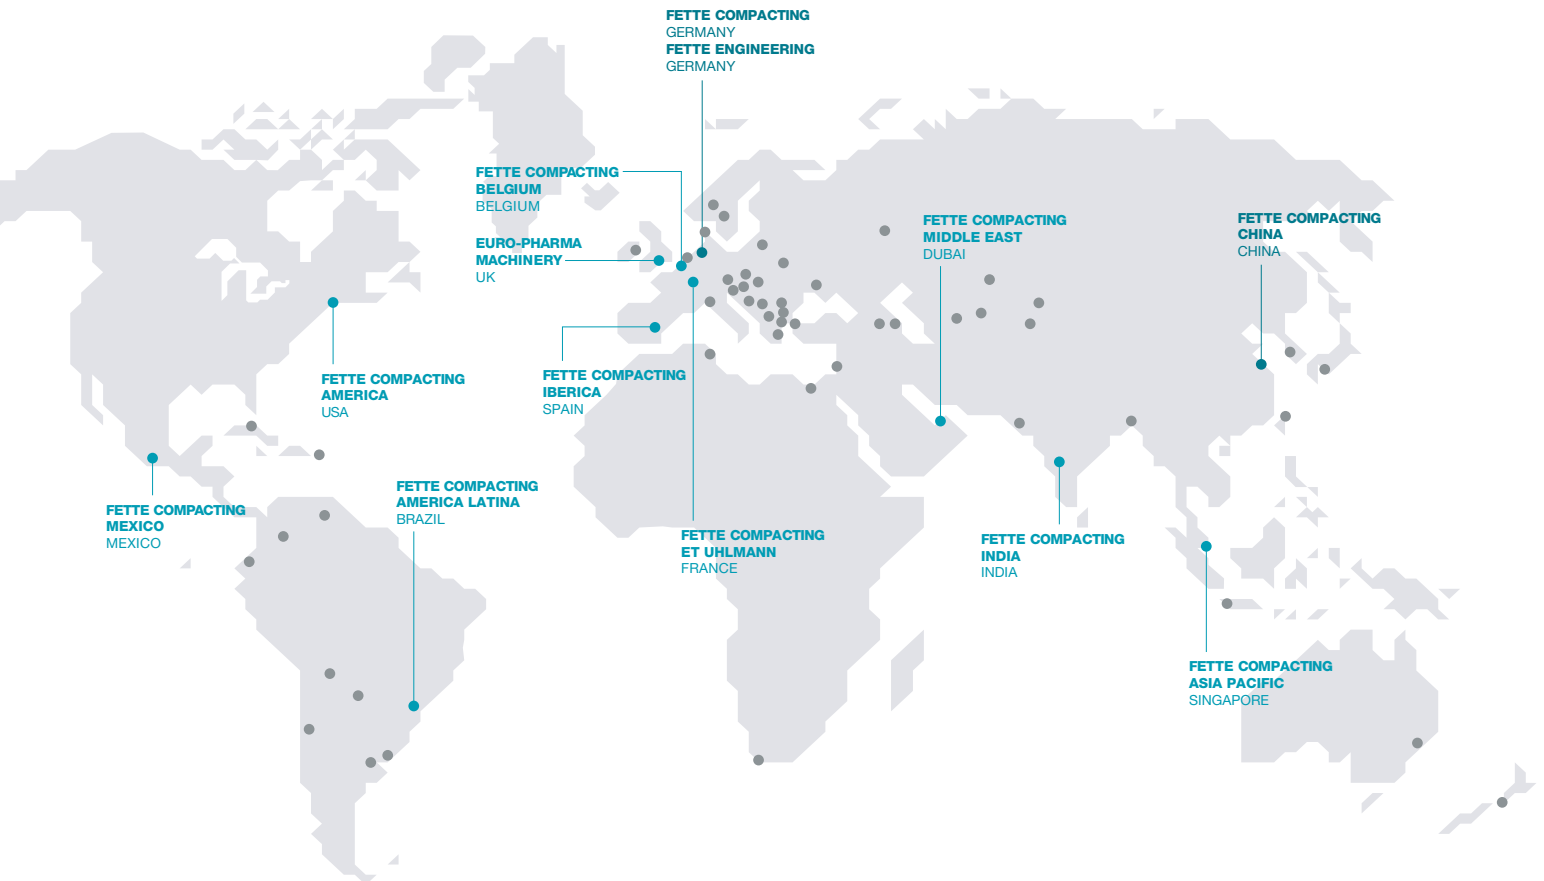 FETTE COMPACTING
GERMANY
FETTE ENGINEERING
GERMANY
FETTE COMPACTING
BELGIUM
BELGIUM
EURO-PHARMA
MACHINERY
UK
FETTE COMPACTING
MIDDLE EAST
DUBAI
FETTE COMPACTING
CHINA
CHINA
FETTE COMPACTING
AMERICA
USA
FETTE COMPACTING
IBERICA
SPAIN
FETTE COMPACTING
MEXICO
MEXICO
FETTE COMPACTING
AMERICA LATINA
BRAZIL
FETTE COMPACTING
ET UHLMANN
FRANCE
FETTE COMPACTING
INDIA
INDIA
FETTE COMPACTING
ASIA PACIFIC
SINGAPORE